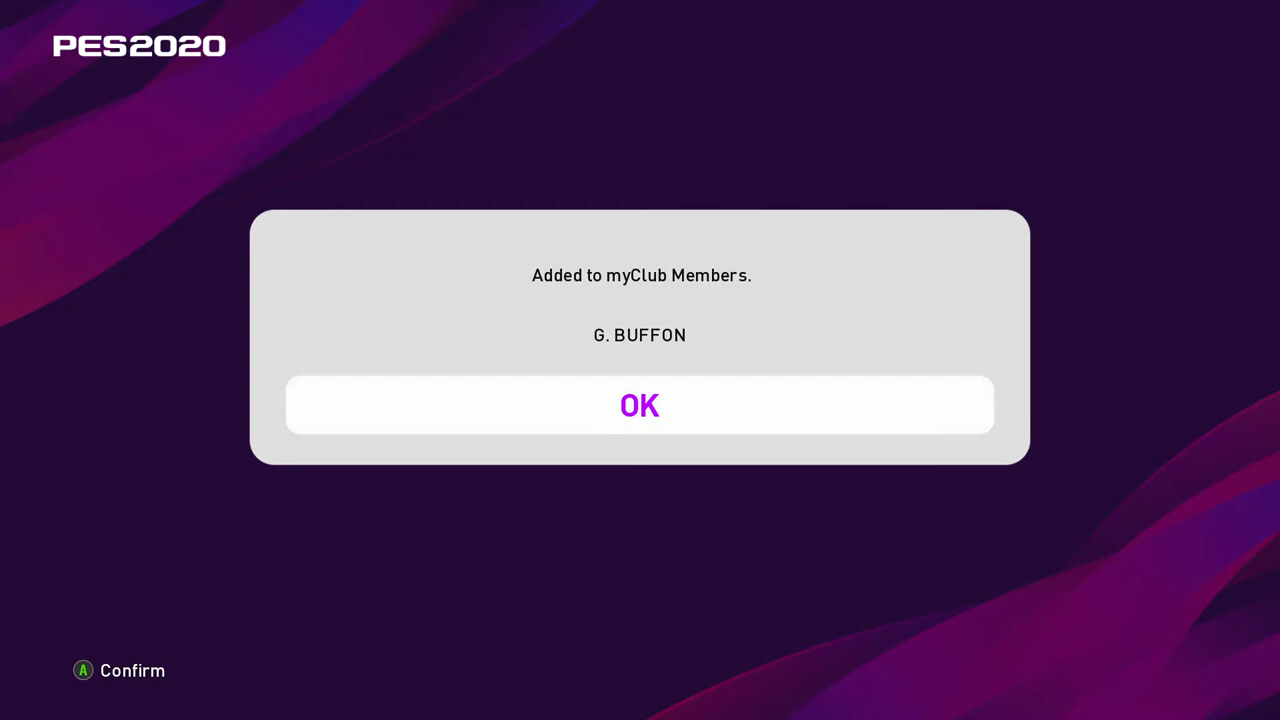 PES2020
Added to myClub Members.
G. BUFFON
OK
A Confirm